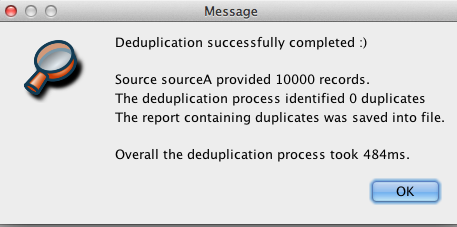 Message
Deduplication successfully completed :)
Source sourceA provided 10000 records.
The deduplication process identified 0 duplicates
The report containing duplicates was saved into file.
Overall the deduplication process took 484ms.
OK